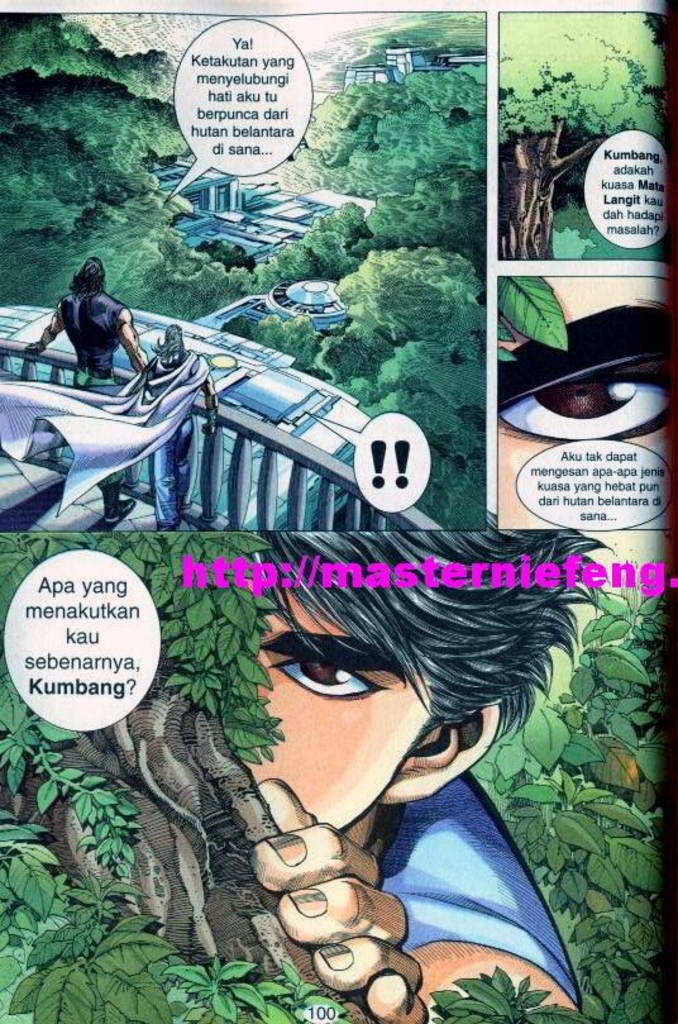 Ya!
Ketakutan yang
menyelubungi
hati aku tu
berpunca dari
hutan belantara
di sana...
!!
Kumbang,
adakah
kuasa Mata
Langit kau
dah hadapi
masalah?
Aku tak dapat
mengesan apa-apa jenis
kuasa yang hebat pun
dari hutan belantara di
sana...
http://masterniefeng.
Apa yang
menakutkan
kau
sebenarnya,
Kumbang?
100